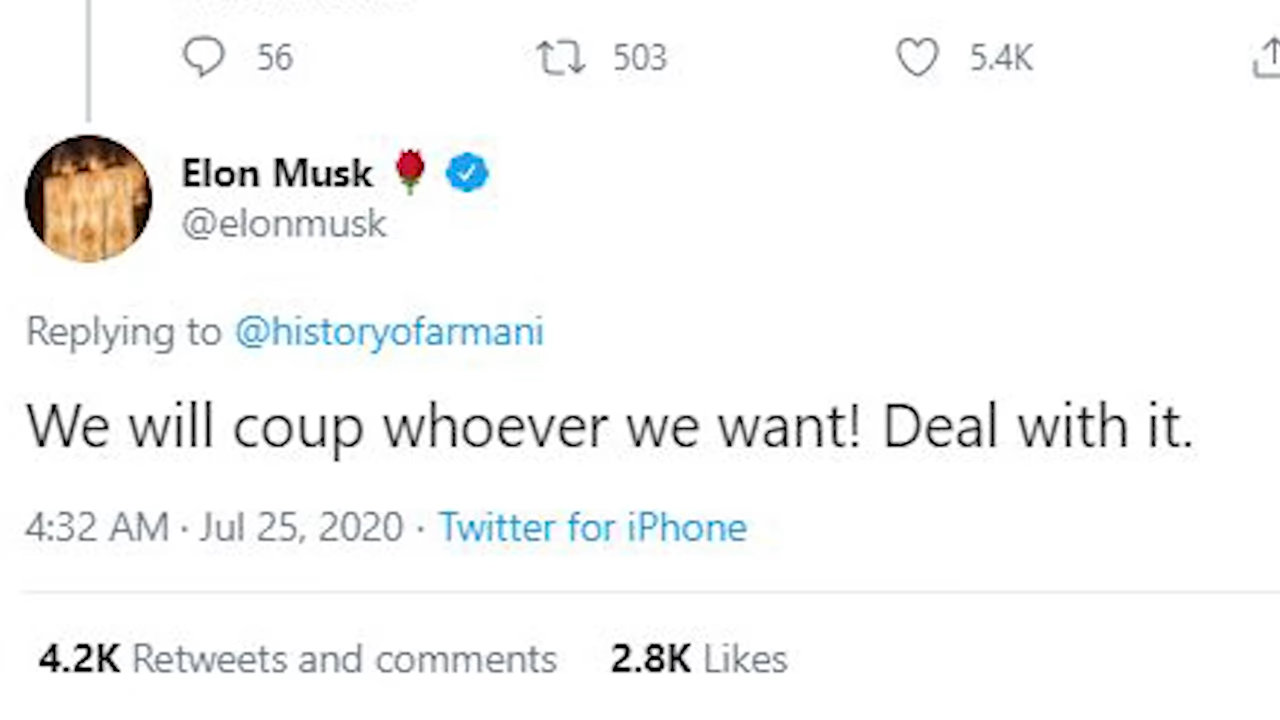 56 503 5.4K
Elon Musk
@elonmusk
Replying to @historyofarmani
We will coup whoever we want! Deal with it.
4:32 AM · Jul 25, 2020 · Twitter for iPhone
4.2K Retweets and comments 2.8K Likes